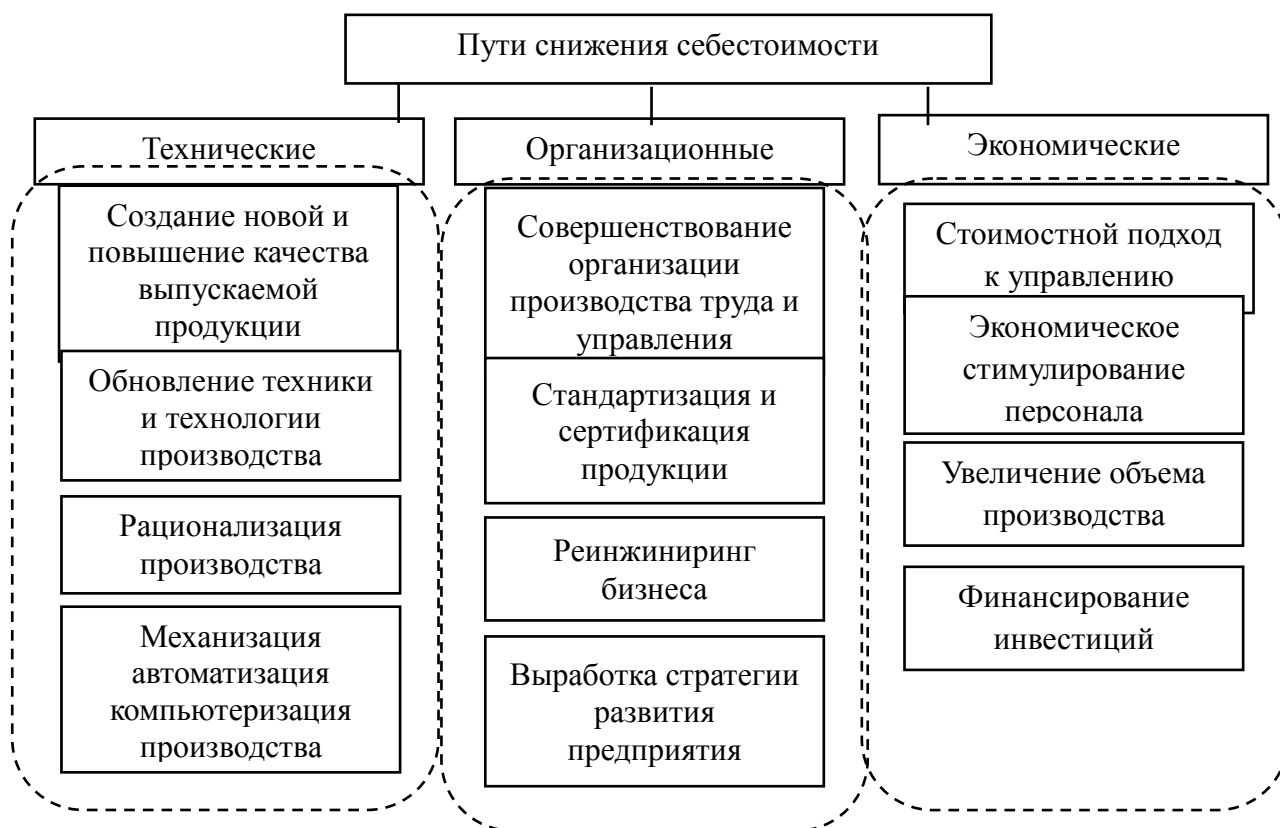 Пути снижения себестоимости
Технические
Создание новой и
повышение качества
выпускаемой
продукции
Обновление техники
и технологии
производства
Рационализация
производства
Механизация
автоматизация
компьютеризация
производства
Организационные
Совершенствование
организации
производства труда и
управления
Стандартизация и
сертификация
продукции
Реинжиниринг
бизнеса
Выработка стратегии
развития
предприятия
Экономические
Стоимостной подход
к управлению
Экономическое
стимулирование
персонала
Увеличение объема
производства
Финансирование
инвестиций